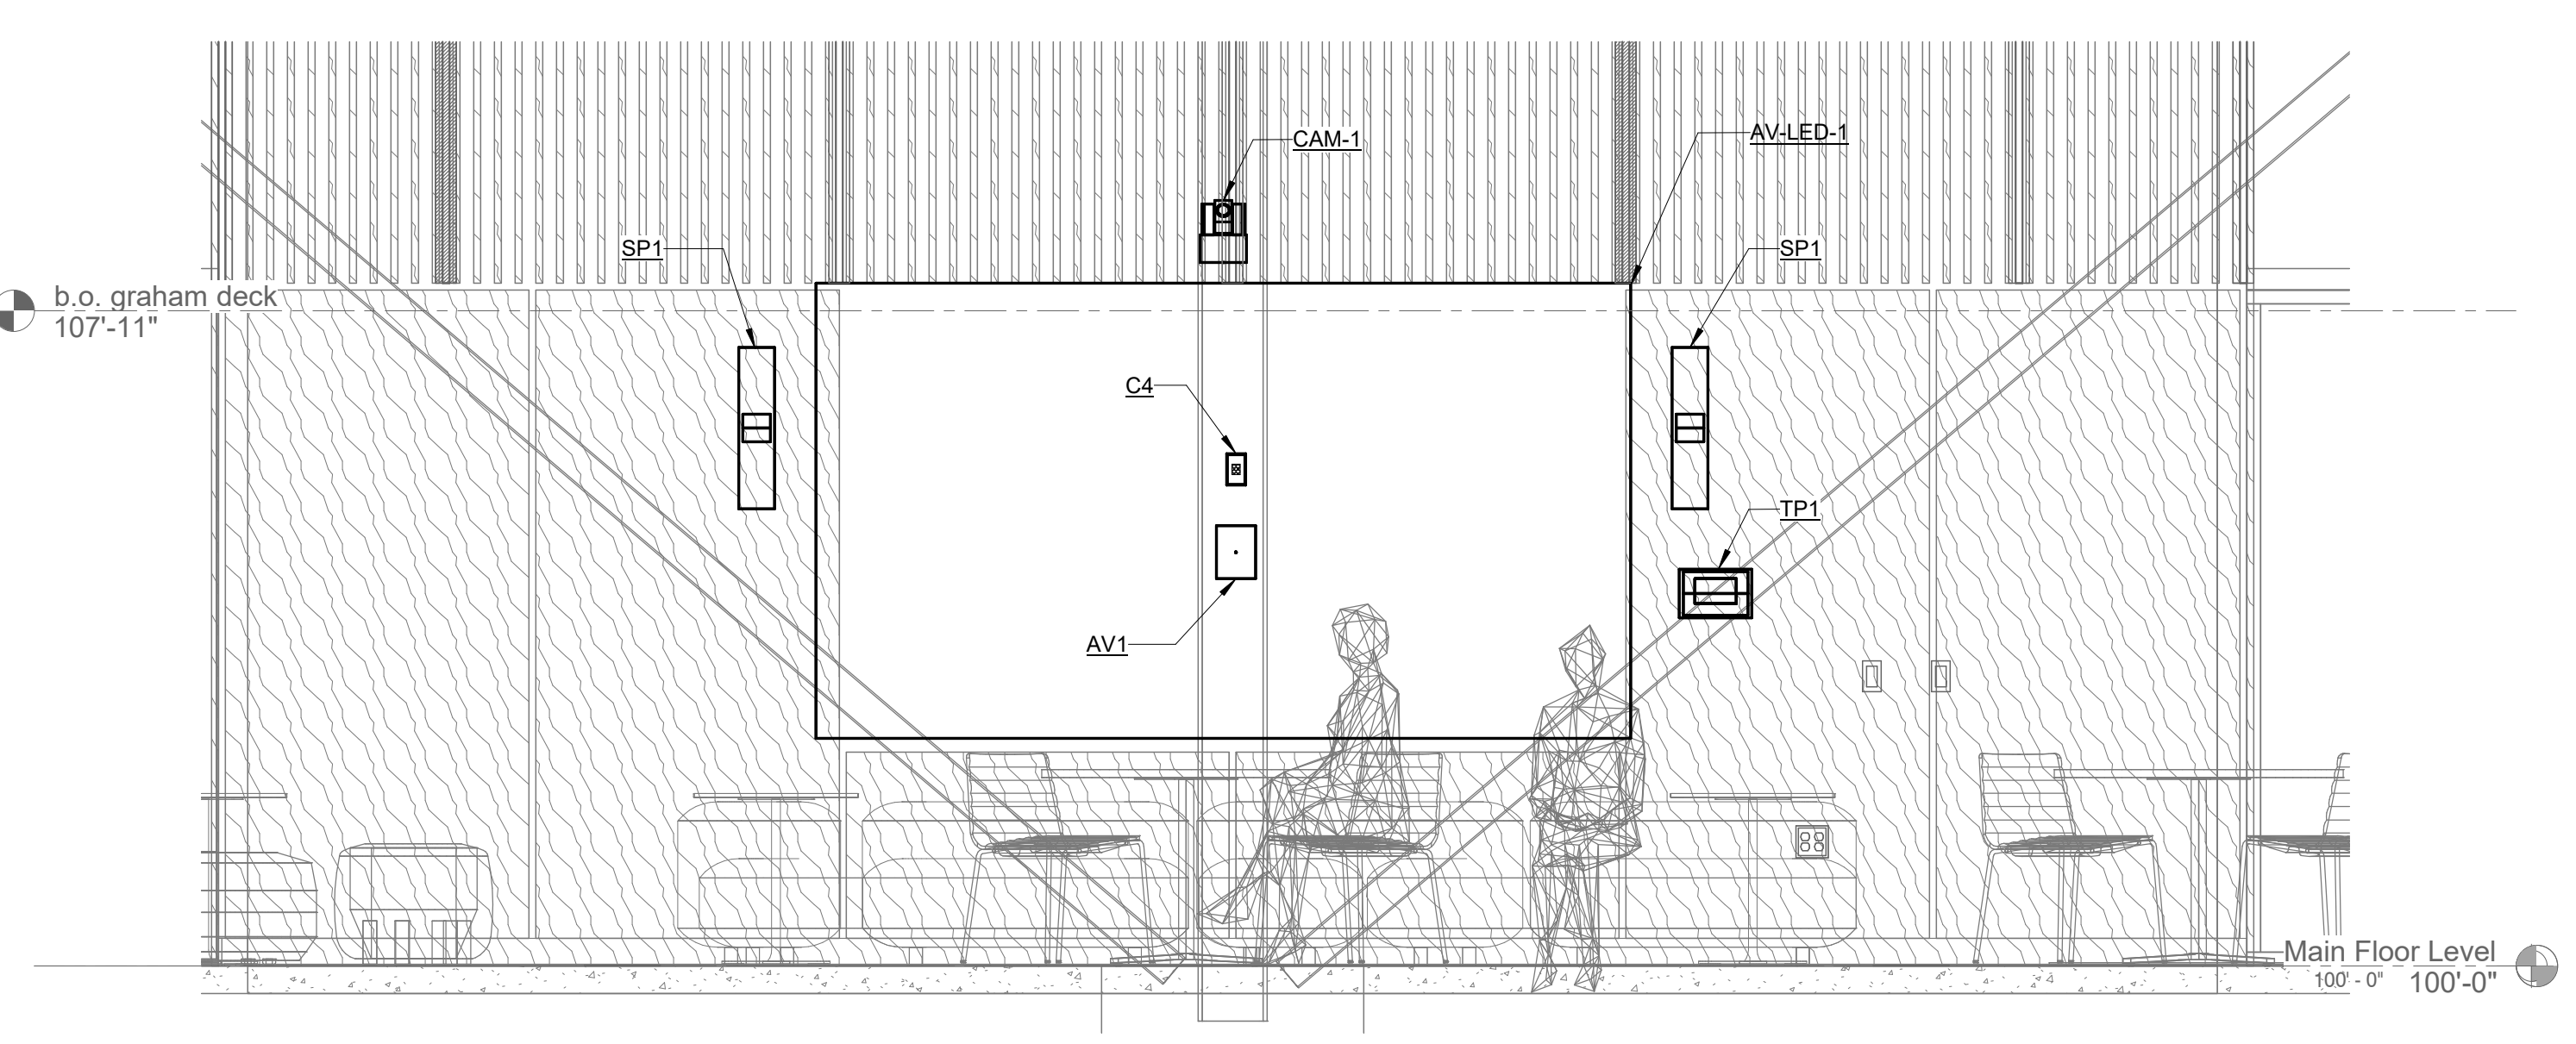 CAM-1
AV-LED-1
SP1
SP1
b.o. graham deck
107'-11"
C4
TP1
AV1
Main Floor Level
100' - 0" 100'-0"